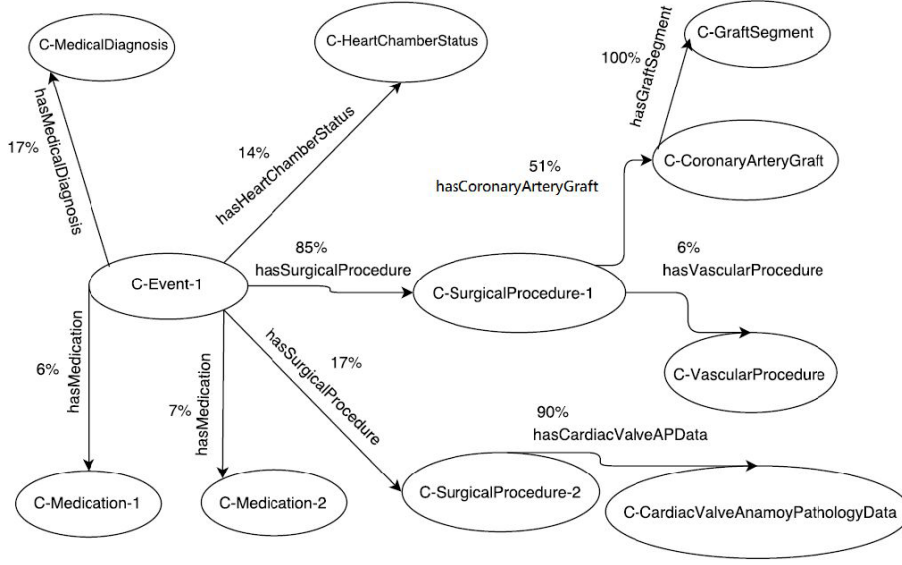 C-MedicalDiagnosis
C-HeartChamberStatus
C-GraftSegment
100%
hasGraftSegment
17%
hasMedicalDiagnosis
14%
hasHeartChamberStatus
51%
hasCoronaryArteryGraft
C-CoronaryArteryGraft
85%
hasSurgicalProcedure
6%
hasVascularProcedure
C-Event-1
C-SurgicalProcedure-1
6%
hasMedication
7%
hasMedication
17%
hasSurgicalProcedure
C-VascularProcedure
90%
hasCardiacValveAPData
C-Medication-1
C-Medication-2
C-SurgicalProcedure-2
C-CardiacValveAnamoyPathologyData